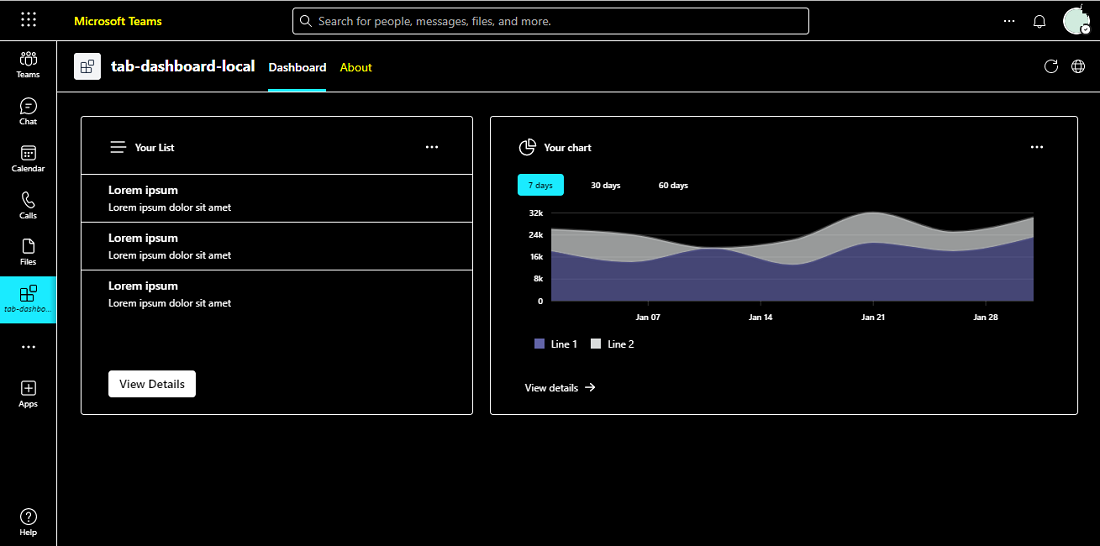 Microsoft Teams
Search for people, messages, files, and more.
Teams
Chat
Calendar
Calls
Files
tab-dashbo...
Apps
Help
tab-dashboard-local
Dashboard
About
Your List
Lorem ipsum
Lorem ipsum dolor sit amet
Lorem ipsum
Lorem ipsum dolor sit amet
Lorem ipsum
Lorem ipsum dolor sit amet
View Details
Your chart
7 days 30 days 60 days
32k
24k
16k
8k
0
Jan 07 Jan 14 Jan 21 Jan 28
Line 1 Line 2
View details